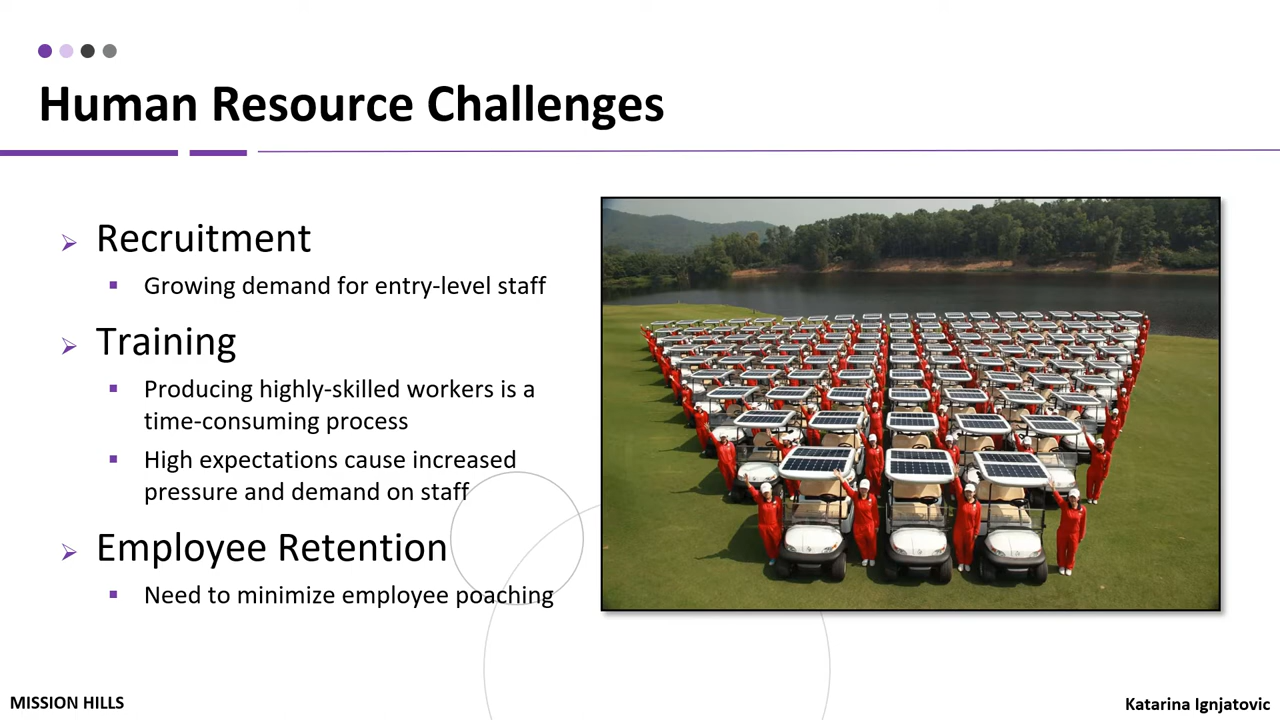 Human Resource Challenges
Recruitment
Growing demand for entry-level staff
Training
Producing highly-skilled workers is a
time-consuming process
High expectations cause increased
pressure and demand on staff
Employee Retention
Need to minimize employee poaching
MISSION HILLS
Katarina Ignjatovic